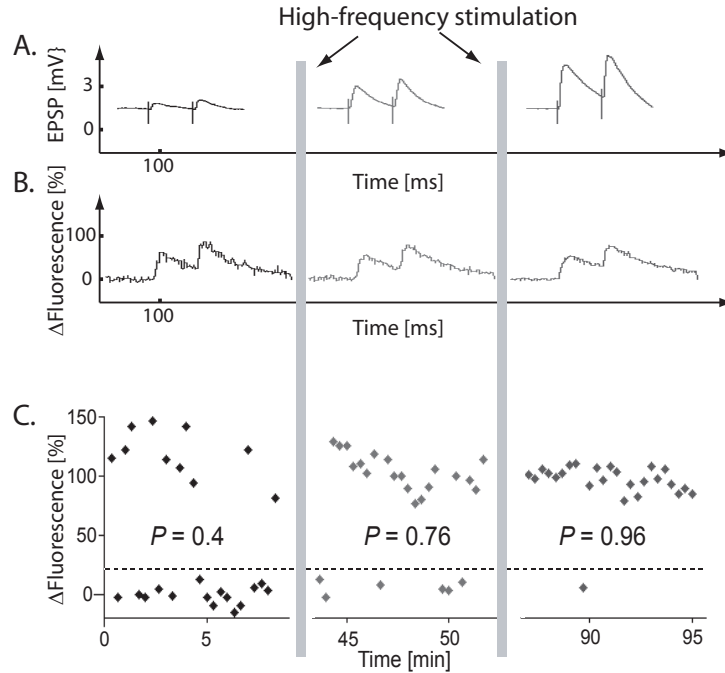 High-frequency stimulation
A.
EPSP [mV}
3
0
100
Time [ms]
B.
ΔFluorescence [%]
100
0
100
Time [ms]
C.
ΔFluorescence [%]
150
100
50
0
P = 0.4
P = 0.76
P = 0.96
0
5
45
50
90
95
Time [min]